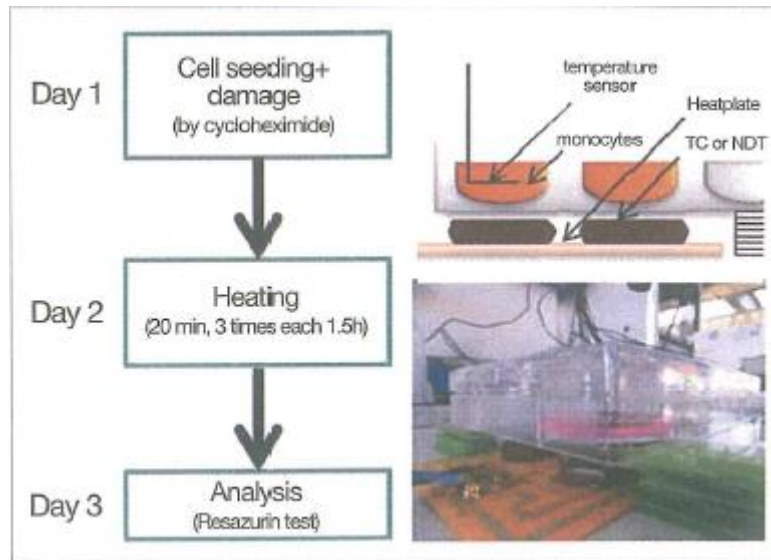 Day 1
Cell seeding+
damage
(by cycloheximide)
Day 2
Heating
(20 min, 3 times each 1.5h)
Day 3
Analysis
(Resazurin test)
temperature
sensor
Heatplate
monocytes
TC or NDT